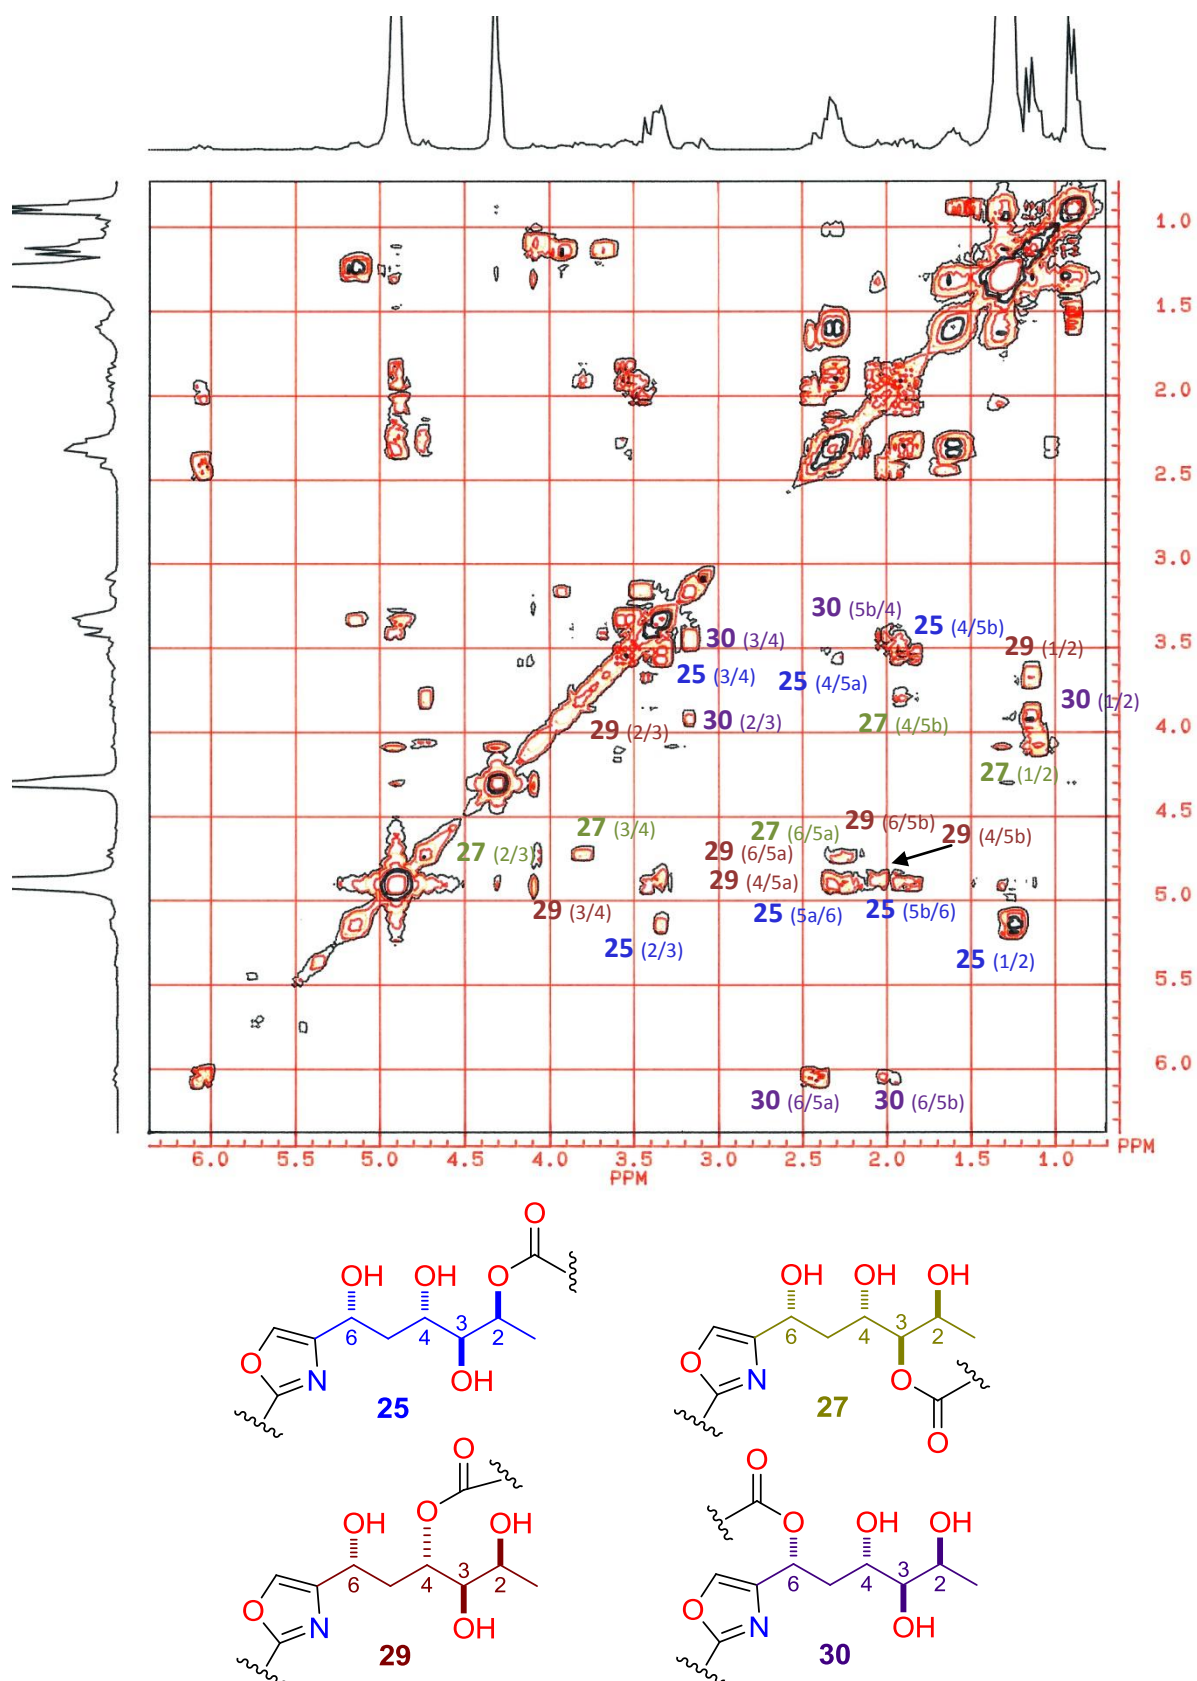 1.0
1.5
2.0
2.5
3.0
30 (5b/4)
25 (4/5b)
30 (3/4)
29 (1/2)
3.5
25 (3/4)
25 (4/5a)
30 (1/2)
29 (2/3)
30 (2/3)
27 (4/5b)
4.0
27 (1/2)
4.5
27 (2/3)
27 (3/4)
27 (6/5a)
29 (6/5b)
29 (4/5b)
29 (6/5a)
29 (4/5a)
5.0
29 (3/4)
25 (5a/6)
25 (5b/6)
25 (2/3)
25 (1/2)
5.5
6.0
30 (6/5a)
30 (6/5b)
PPM
6.0 5.5 5.0 4.5 4.0 3.5 3.0 2.5 2.0 1.5 1.0
PPM
O
OH OH O
6 4 3 2
O N OH
25
OH OH OH
6 4 3 2
O N O
27
O
O
O
OH OH
6 4 3 2
O N OH
29
O
O OH OH
6 4 3 2
O N OH
30